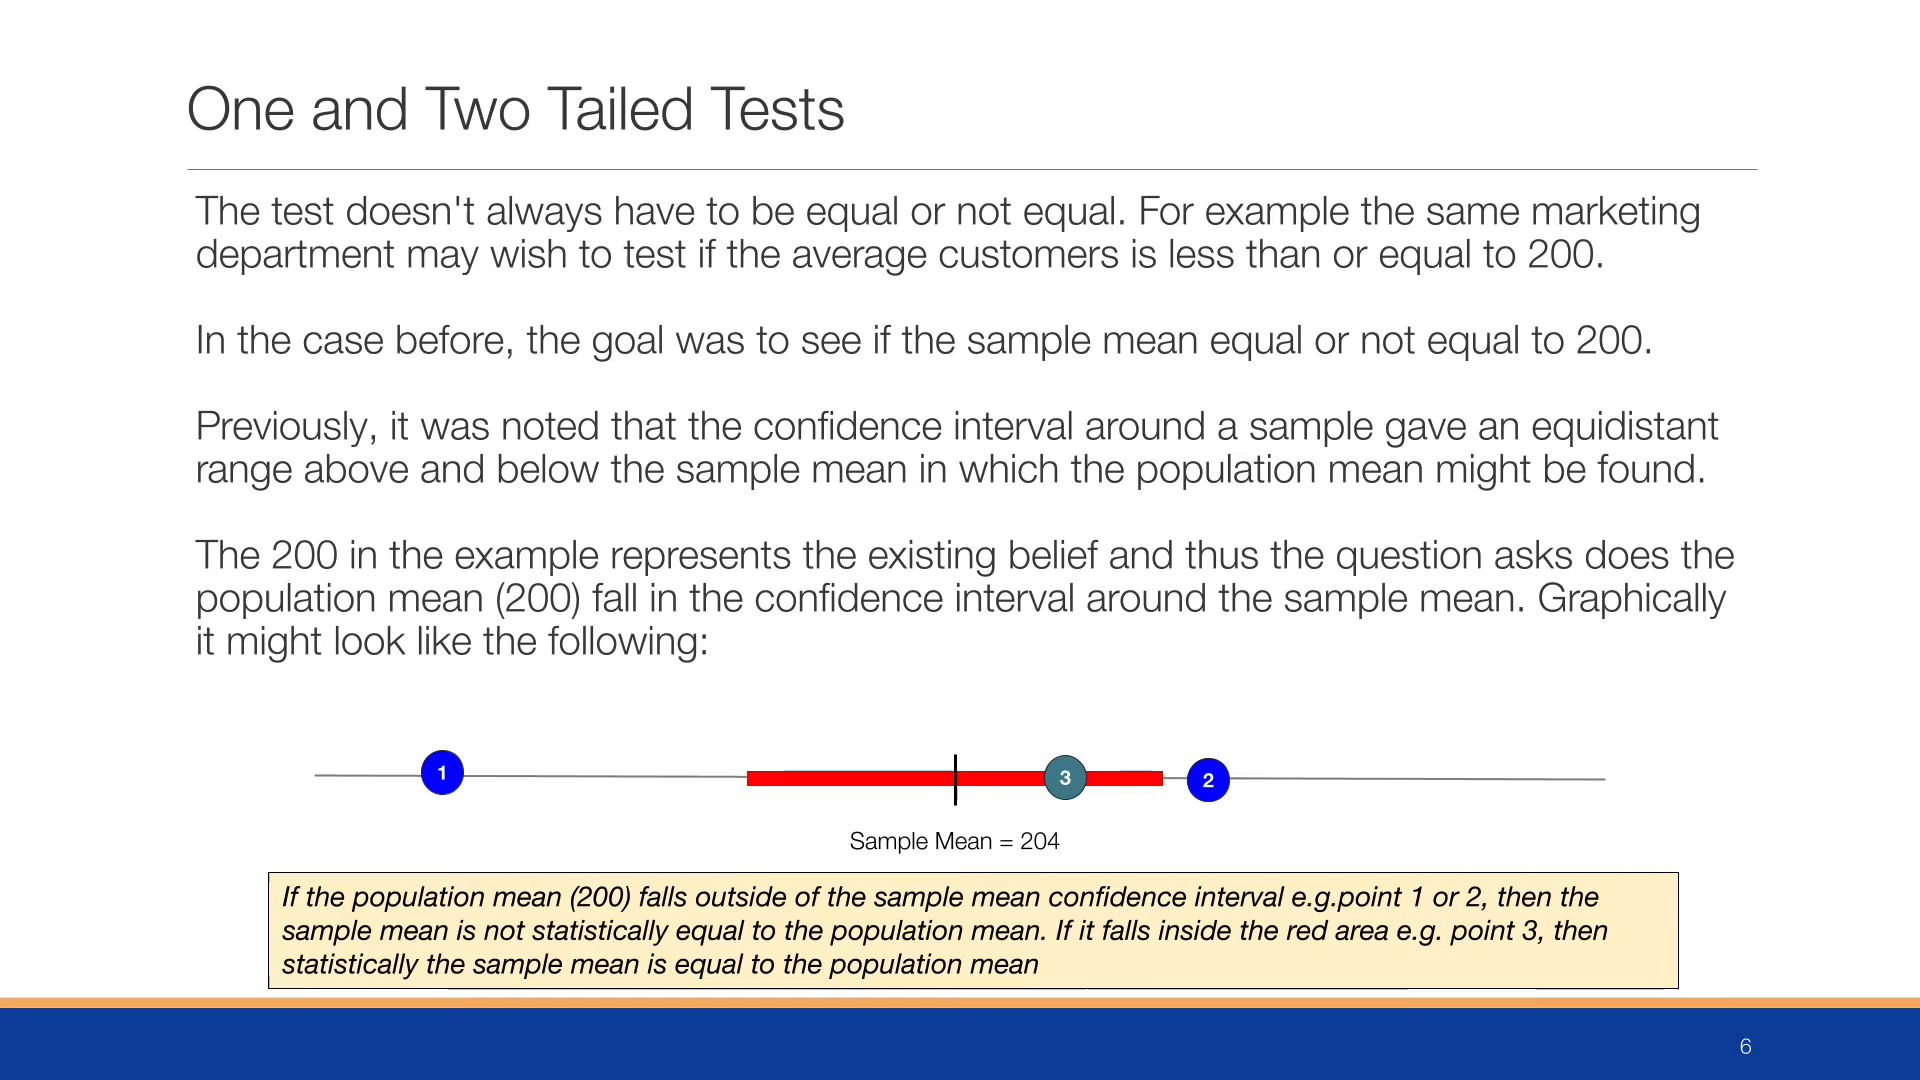 One and Two Tailed Tests
The test doesn't always have to be equal or not equal. For example the same marketing
department may wish to test if the average customers is less than or equal to 200.
In the case before, the goal was to see if the sample mean equal or not equal to 200.
Previously, it was noted that the confidence interval around a sample gave an equidistant
range above and below the sample mean in which the population mean might be found.
The 200 in the example represents the existing belief and thus the question asks does the
population mean (200) fall in the confidence interval around the sample mean. Graphically
it might look like the following:
1
3
2
Sample Mean = 204
If the population mean (200) falls outside of the sample mean confidence interval e.g.point 1 or 2, then the
sample mean is not statistically equal to the population mean. If it falls inside the red area e.g. point 3, then
statistically the sample mean is equal to the population mean
6